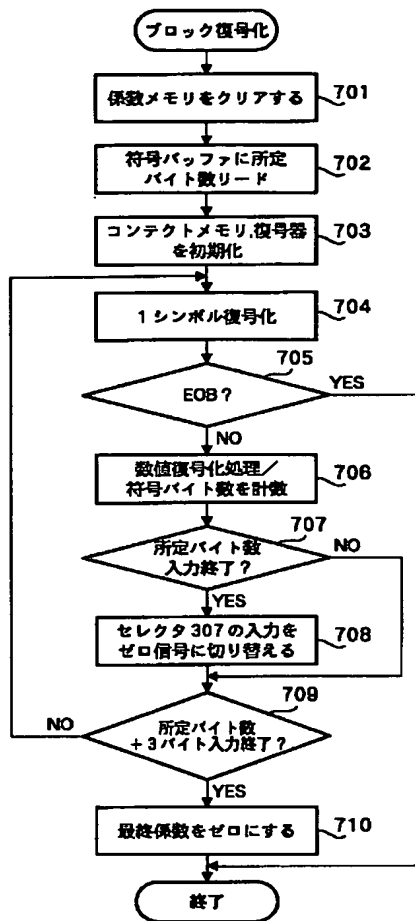 ブロック復号化
係数メモリをクリアする
701
符号バッファに所定
バイト数リード
702
コンテクトメモリ,復号器
を初期化
703
1シンボル復号化
704
705
EOB?
YES
NO
数値復号化処理/
符号バイト数を計数
706
707
所定バイト数
入力終了?
NO
YES
セレクタ307の入力を
ゼロ信号に切り替える
708
709
NO
所定バイト数
+3バイト入力終了?
YES
最終係数をゼロにする
710
終了